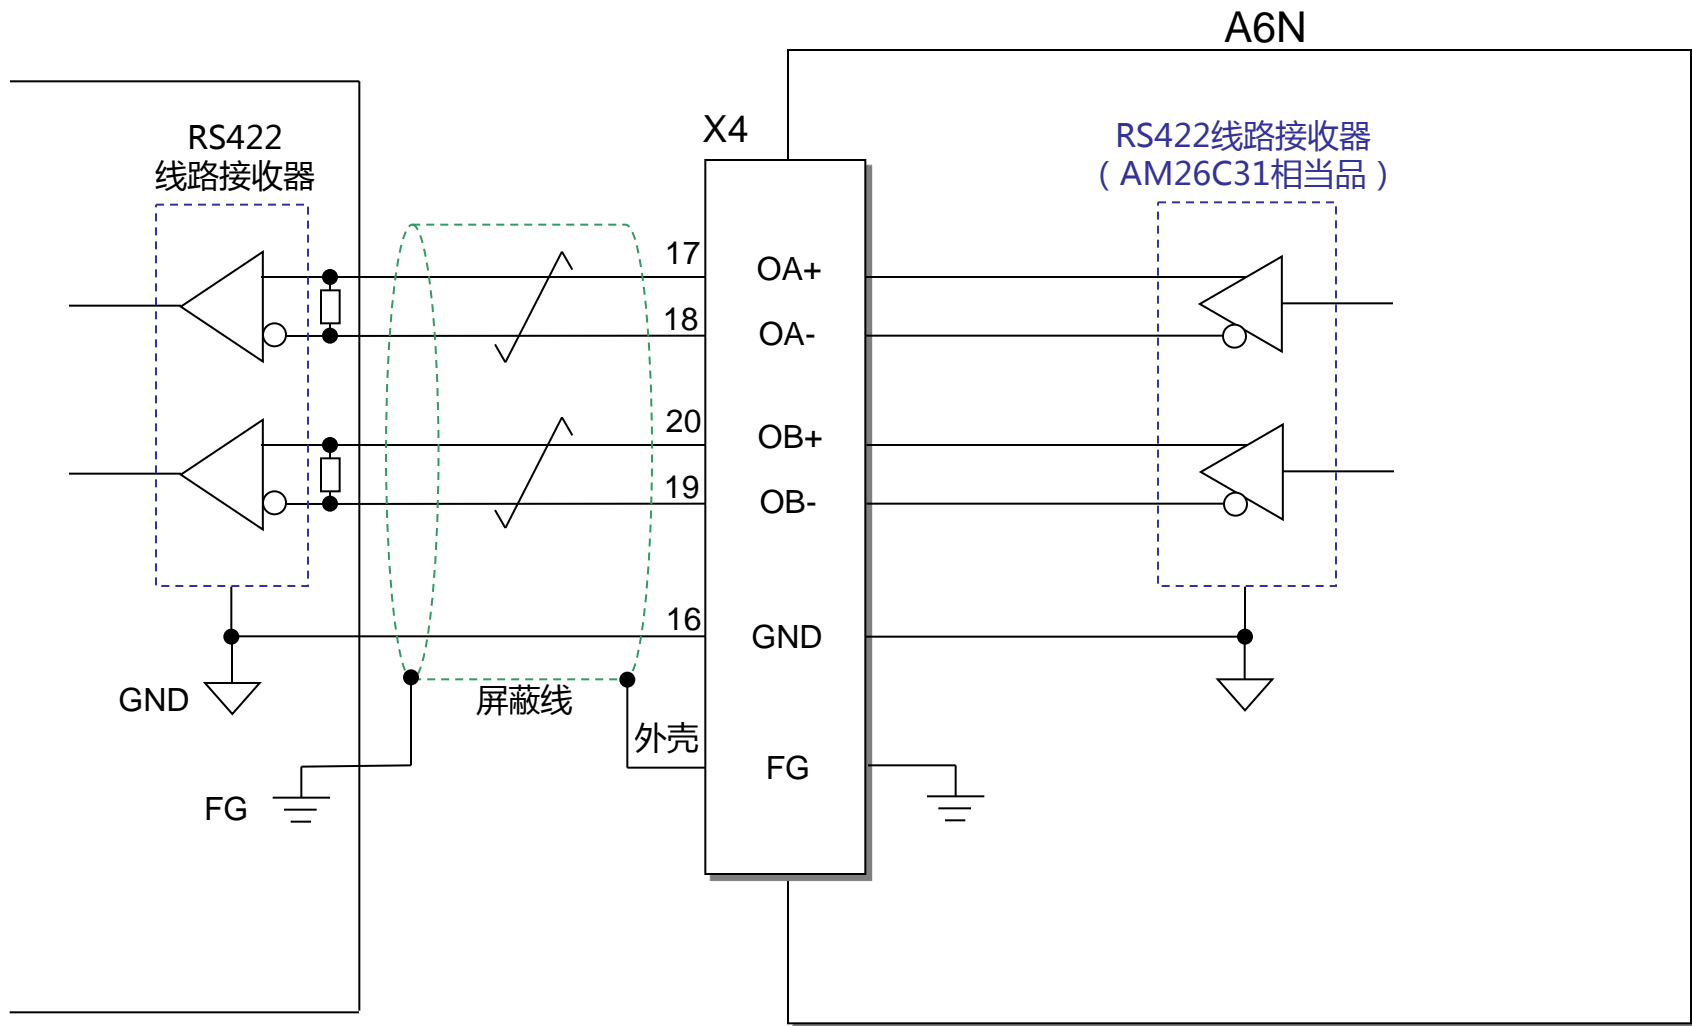 A6N
X4
RS422
线路接收器
RS422线路接收器
（AM26C31相当品）
17
OA+
18
OA-
20
OB+
19
OB-
16
GND
GND
屏蔽线
外壳
FG
FG